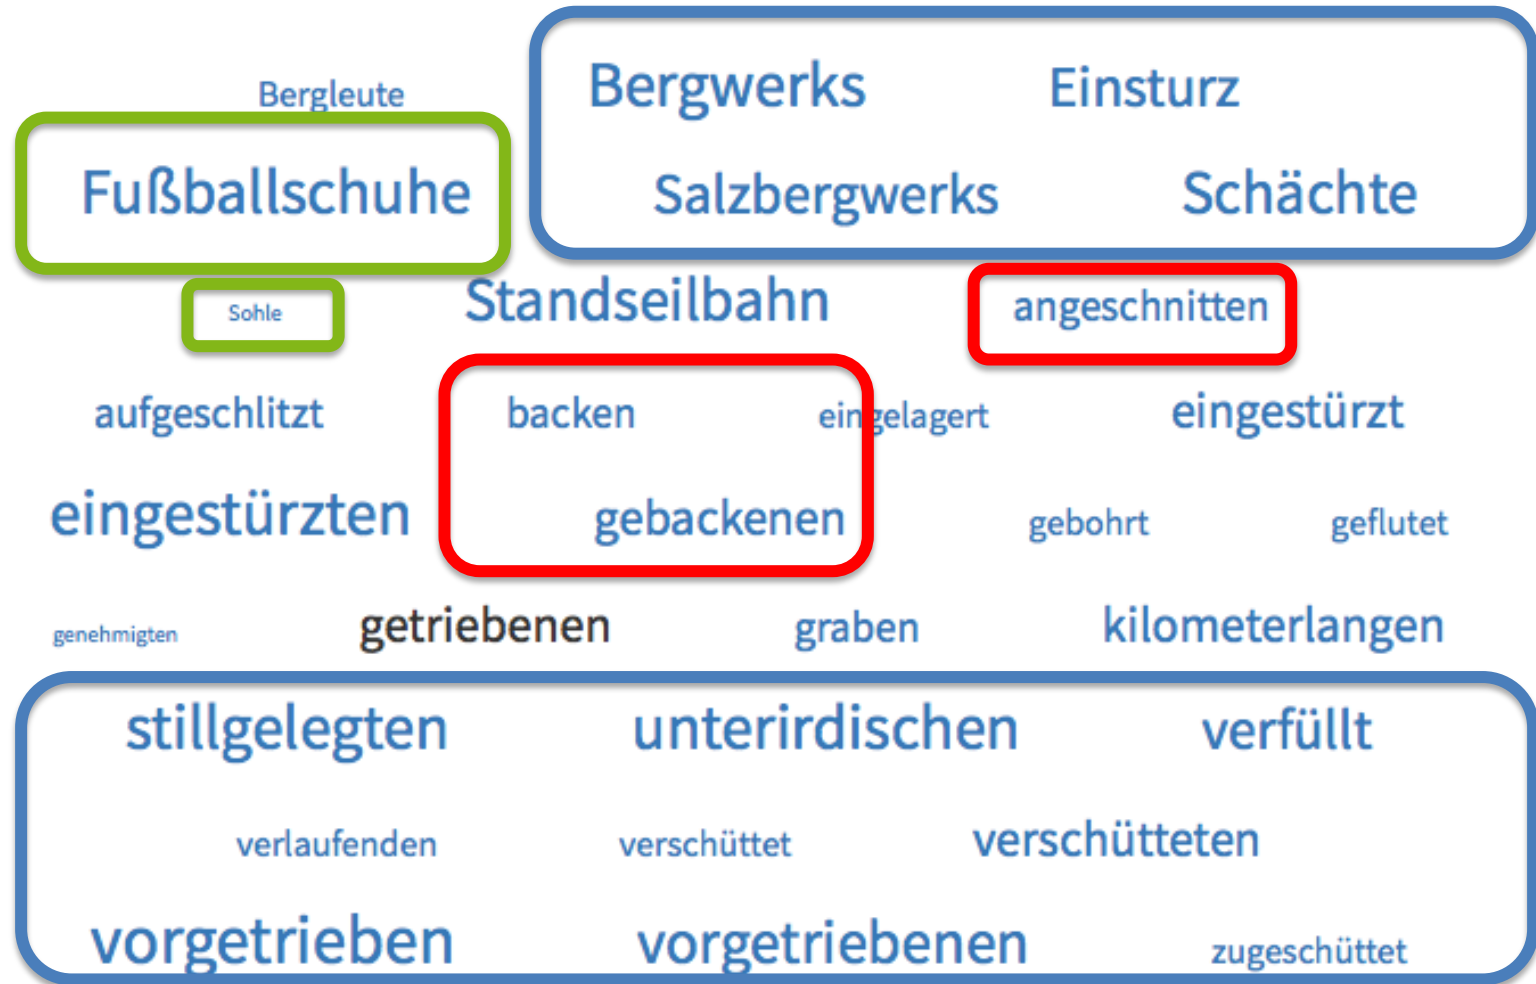 Bergleute Bergwerks Einsturz
Fußballschuhe Salzbergwerks Schächte
Sohle Standseilbahn angeschnitten
aufgeschlitzt backen eingelagert eingestürzt
eingestürzten gebackenen gebohrt geflutet
genehmigten getriebenen graben kilometerlangen
stillgelegten unterirdischen verfüllt
verlaufenden verschüttet verschütteten
vorgetrieben vorgetriebenen zugeschüttet